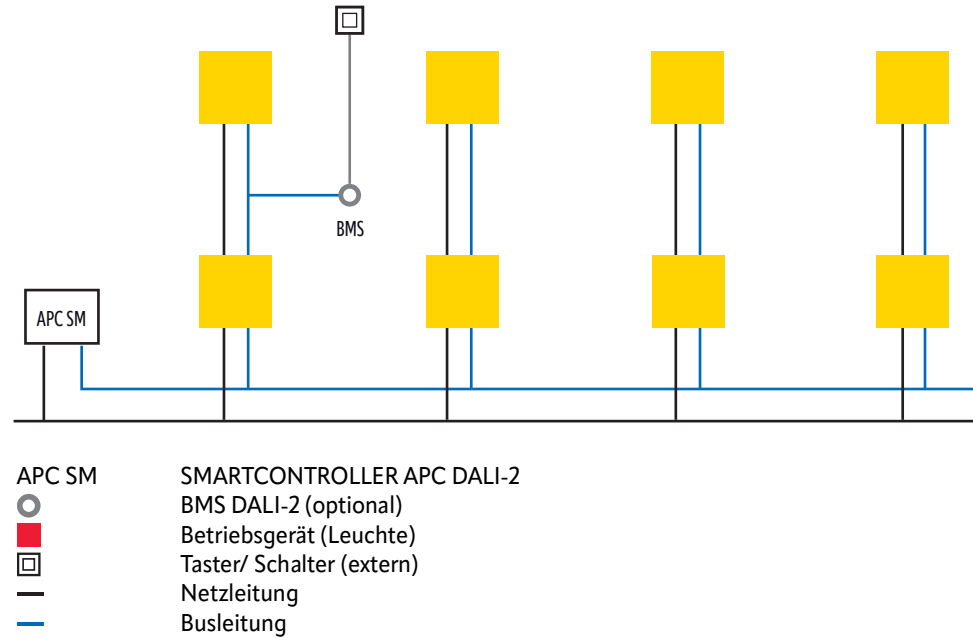 BMS
APC SM
APC SM SMARTCONTROLLER APC DALI-2
BMS DALI-2 (optional)
Betriebsgerät (Leuchte)
Taster/ Schalter (extern)
Netzleitung
Busleitung